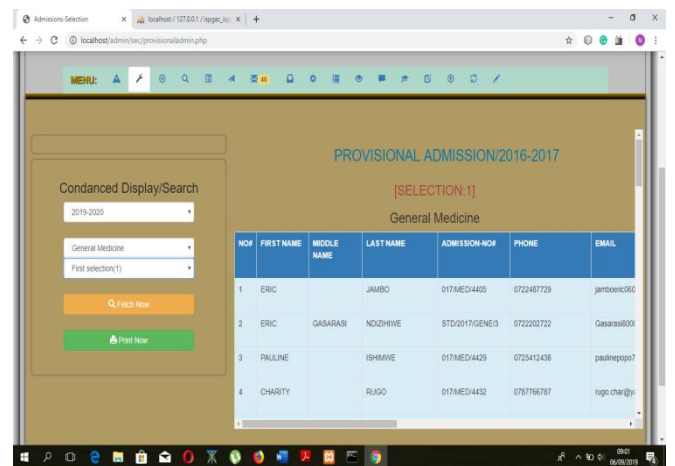 Admissions-Selection
localhost / 127.0.0.1 / ispgac_isp
localhost/admin/sec/provisionaladmin.php
MENU:
46
PROVISIONAL ADMISSION/2016-2017
[SELECTION:1]
General Medicine
Condanced Display/Search
2019-2020
General Medicine
First selection(1)
Fetch Now
Print Now
NO# FIRST NAME MIDDLE NAME LAST NAME ADMISSION-NO# PHONE EMAIL
1 ERIC JAMBO 017/MED/4405 0722487729 jamboeric060
2 ERIC GASARASI NDIZIHIWE STD/2017/GENE/3 0722202722
3 PAULINE ISHIMWE 017/MED/4429 0725412438 paulinepopo7
4 CHARITY RUGO 017/MED/4432 0787766787 rugo.char@y
09:01
06/09/2019